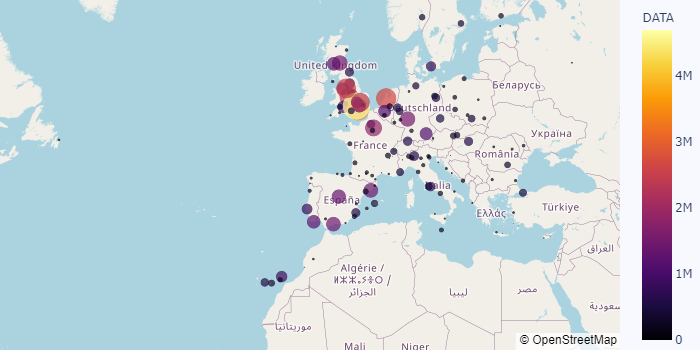 DATA
4M
3M
2M
1M
0
United Kingdom
Deutschland
Беларусь
Україна
France
România
España
Italia
Ελλάς
Türkiye
العراق
Algérie /
ⵍⵣⵣⴰⵢⴻⵔ /
الجزائر
ليبيا
مصر
السعودية
موريتانيا
Mali
Niger
© OpenStreetMap